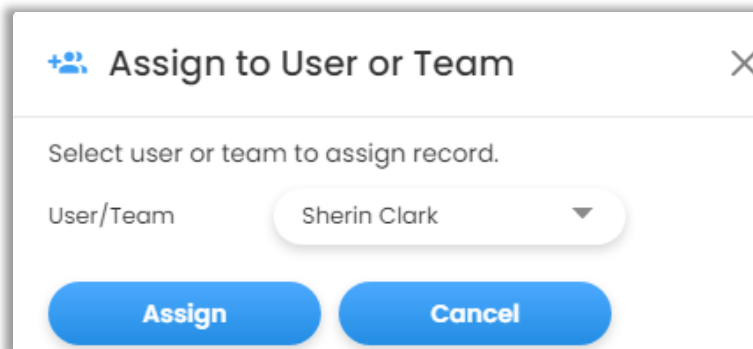 Assign to User or Team
Select user or team to assign record.
User/Team Sherin Clark
Assign Cancel